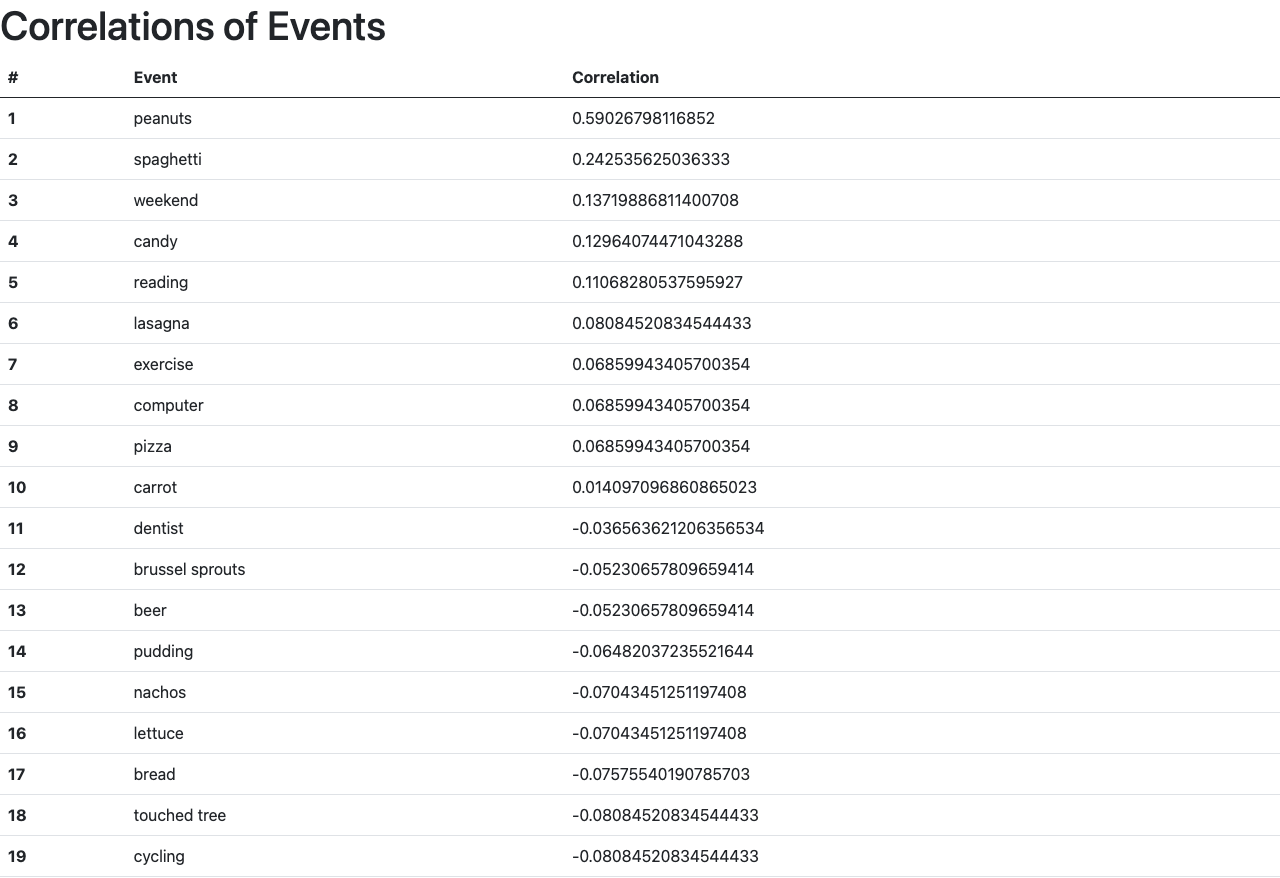 Correlations of Events
# Event Correlation
1 peanuts 0.59026798116852
2 spaghetti 0.242535625036333
3 weekend 0.13719886811400708
4 candy 0.12964074471043288
5 reading 0.11068280537595927
6 lasagna 0.08084520834544433
7 exercise 0.06859943405700354
8 computer 0.06859943405700354
9 pizza 0.06859943405700354
10 carrot 0.014097096860865023
11 dentist -0.036563621206356534
12 brussel sprouts -0.05230657809659414
13 beer -0.05230657809659414
14 pudding -0.06482037235521644
15 nachos -0.07043451251197408
16 lettuce -0.07043451251197408
17 bread -0.07575540190785703
18 touched tree -0.08084520834544433
19 cycling -0.08084520834544433